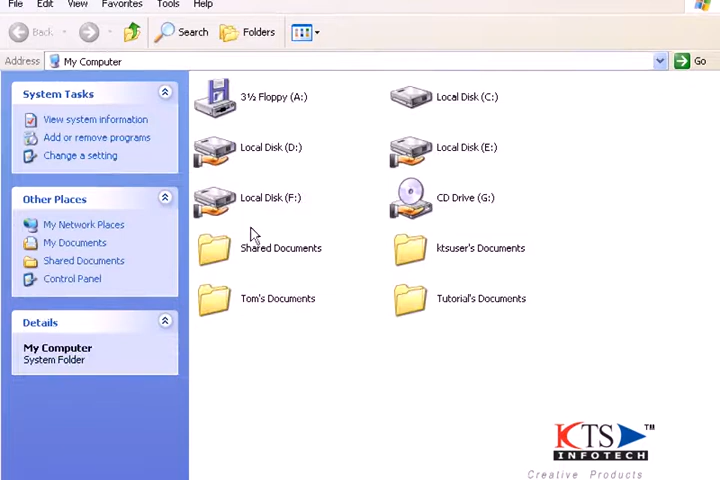 File Edit View Favorites Tools Help
Back Search Folders
Address My Computer Go
System Tasks
View system information
Add or remove programs
Change a setting
Other Places
My Network Places
My Documents
Shared Documents
Control Panel
Details
My Computer
System Folder
3½ Floppy (A:) Local Disk (C:)
Local Disk (D:) Local Disk (E:)
Local Disk (F:) CD Drive (G:)
Shared Documents ktsuser's Documents
Tom's Documents Tutorial's Documents
KTS ™
INFOTECH
Creative Products